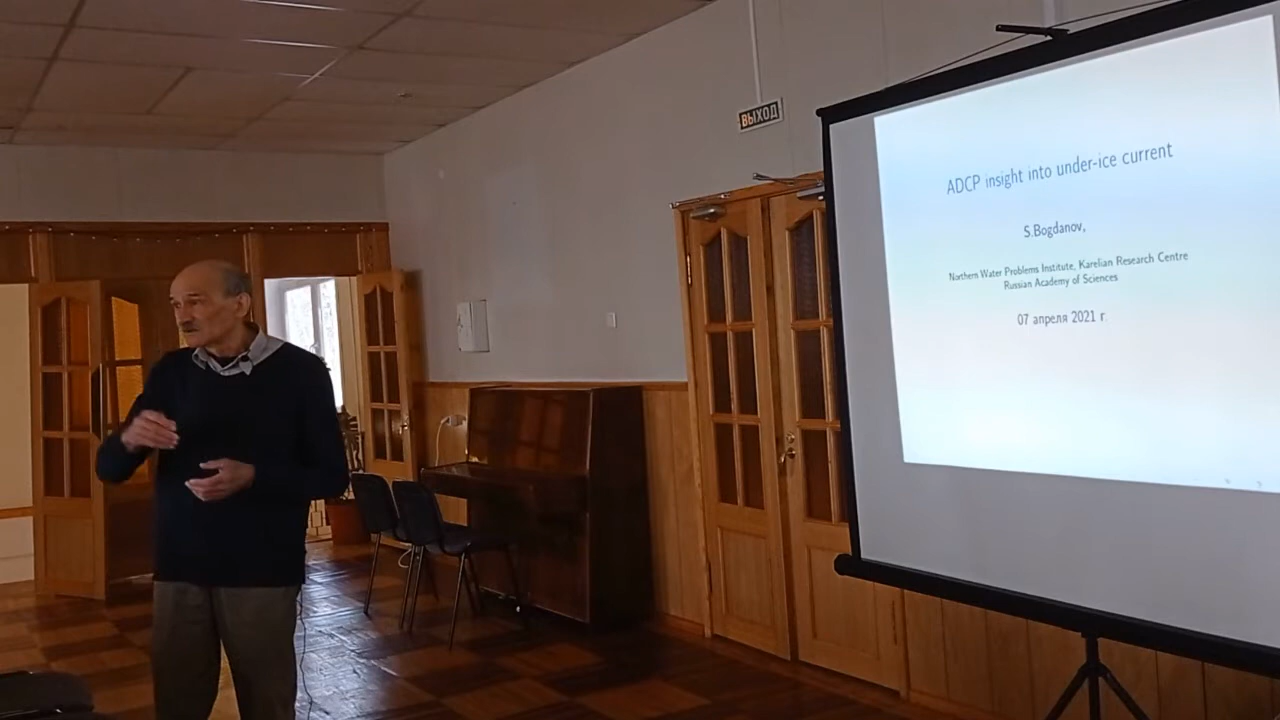 ВЫХОД
ADCP insight into under-ice current
S.Bogdanov,
Northern Water Problems Institute, Karelian Research Centre
Russian Academy of Sciences
07 апреля 2021 г.